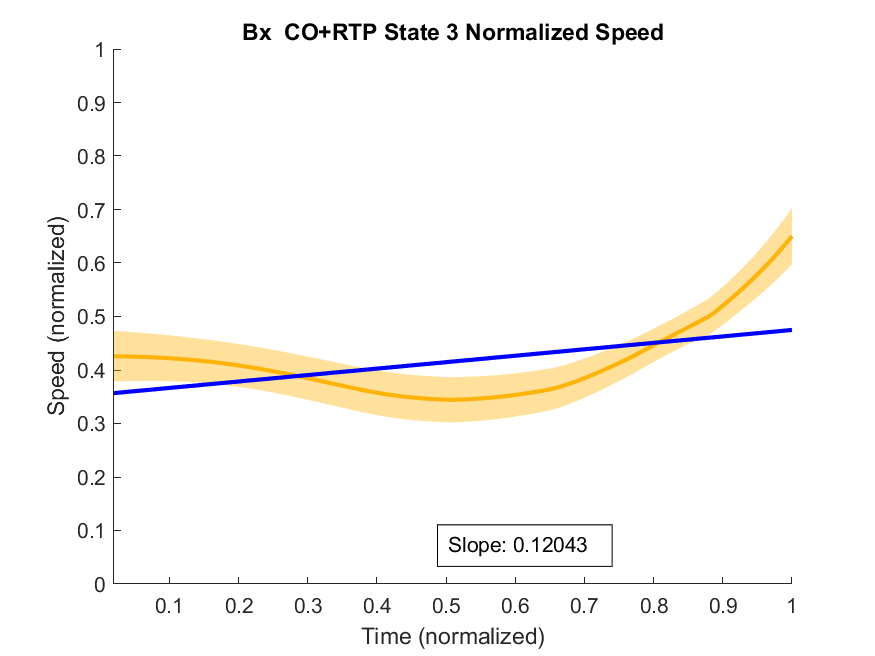 Bx  CO+RTP State 3 Normalized Speed
1
0.9
0.8
0.7
0.6
0.5
0.4
0.3
0.2
0.1
0
Speed (normalized)
Slope: 0.12043
0.1 0.2 0.3 0.4 0.5 0.6 0.7 0.8 0.9 1
Time (normalized)